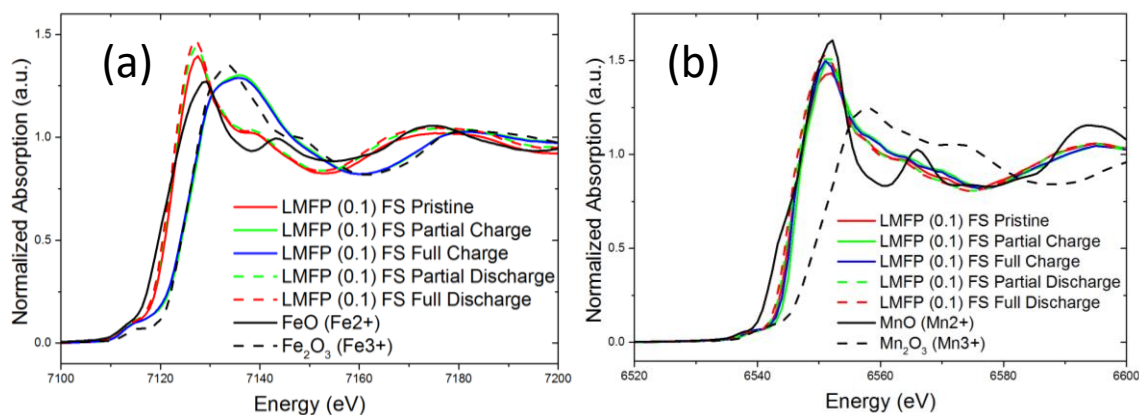 (a)
Normalized Absorption (a.u.)
1.5
1.0
0.5
0.0
LMFP (0.1) FS Pristine
LMFP (0.1) FS Partial Charge
LMFP (0.1) FS Full Charge
LMFP (0.1) FS Partial Discharge
LMFP (0.1) FS Full Discharge
FeO (Fe2+)
Fe₂O₃ (Fe3+)
7100 7120 7140 7160 7180 7200
Energy (eV)
(b)
Normalized Absorption (a.u.)
1.5
1.0
0.5
0.0
LMFP (0.1) FS Pristine
LMFP (0.1) FS Partial Charge
LMFP (0.1) FS Full Charge
LMFP (0.1) FS Partial Discharge
LMFP (0.1) FS Full Discharge
MnO (Mn2+)
Mn₂O₃ (Mn3+)
6520 6540 6560 6580 6600
Energy (eV)